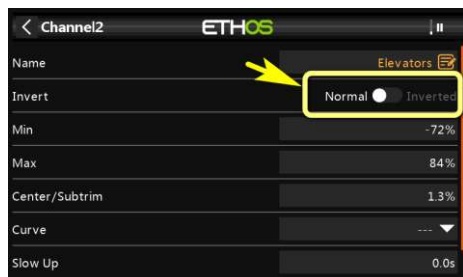 < Channel2 ETHOS
Name Elevators
Invert Normal Inverted
Min -72%
Max 84%
Center/Subtrim 1.3%
Curve ---
Slow Up 0.0s